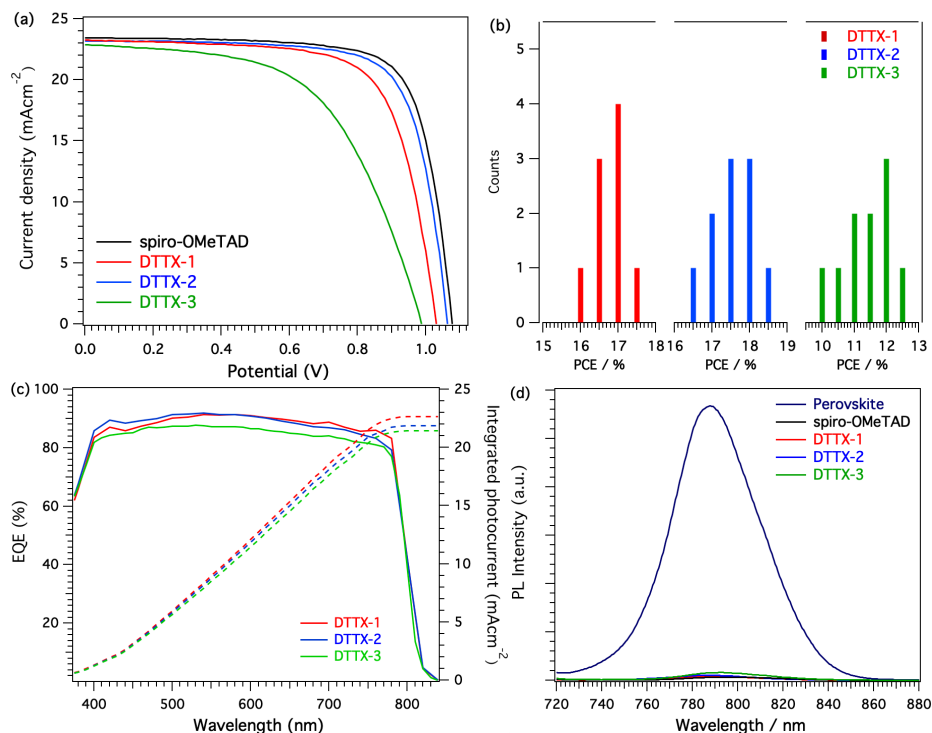 (a)
25
20
15
10
5
0
Current density (mAcm-2)
spiro-OMeTAD
DTTX-1
DTTX-2
DTTX-3
0.0 0.2 0.4 0.6 0.8 1.0
Potential (V)
(b)
DTTX-1
DTTX-2
DTTX-3
5
4
3
2
1
0
Counts
15 16 17 18 16 17 18 19 10 11 12 13
PCE / % PCE / % PCE / %
(c)
100
80
60
40
20
EQE (%)
25
20
15
10
5
0
Integrated photocurrent (mAcm-2)
DTTX-1
DTTX-2
DTTX-3
400 500 600 700 800
Wavelength (nm)
(d)
Perovskite
spiro-OMeTAD
DTTX-1
DTTX-2
DTTX-3
PL Intensity (a.u.)
720 740 760 780 800 820 840 860 880
Wavelength / nm